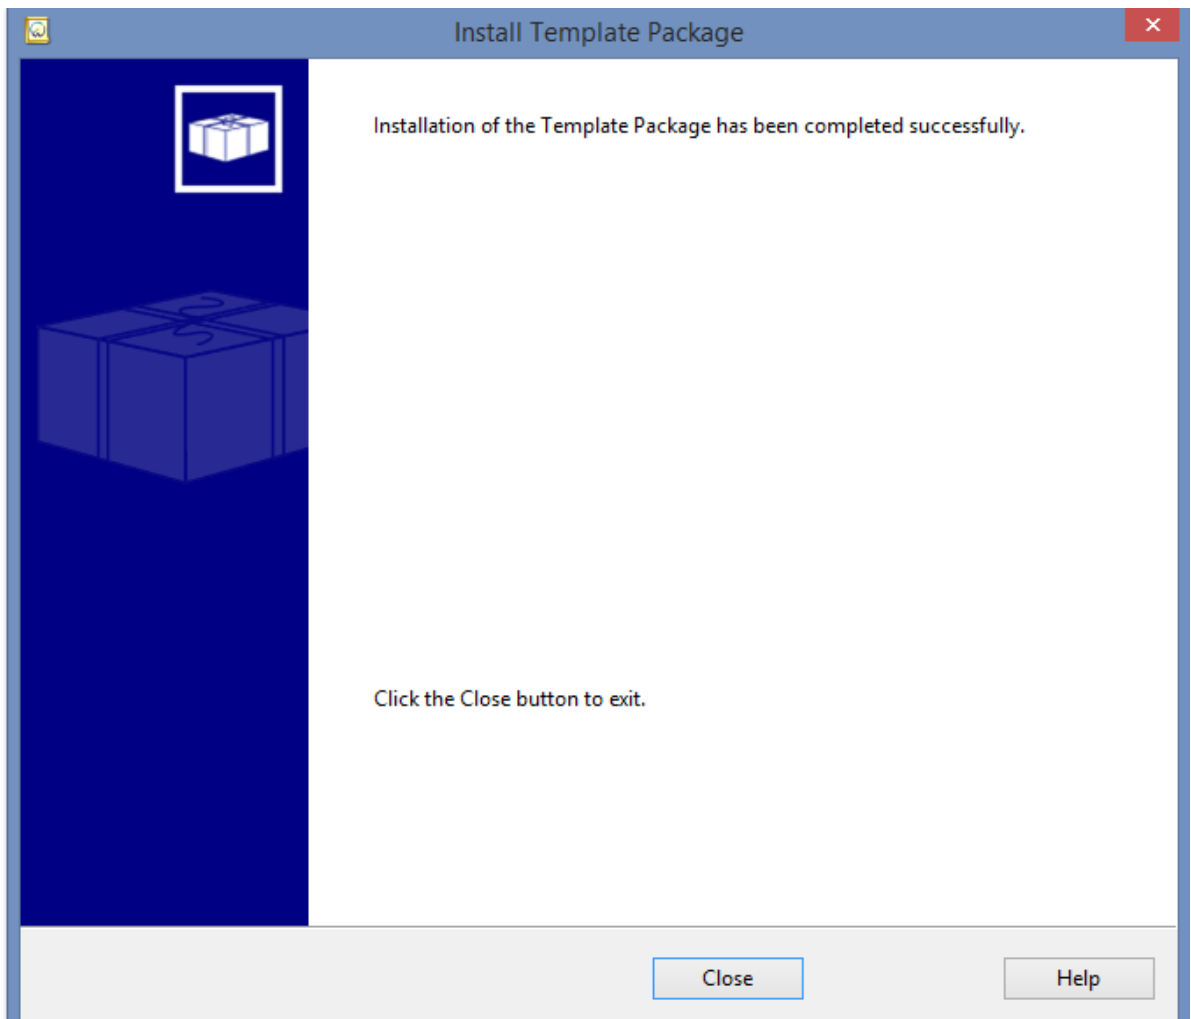 Install Template Package
Installation of the Template Package has been completed successfully.
Click the Close button to exit.
Close
Help